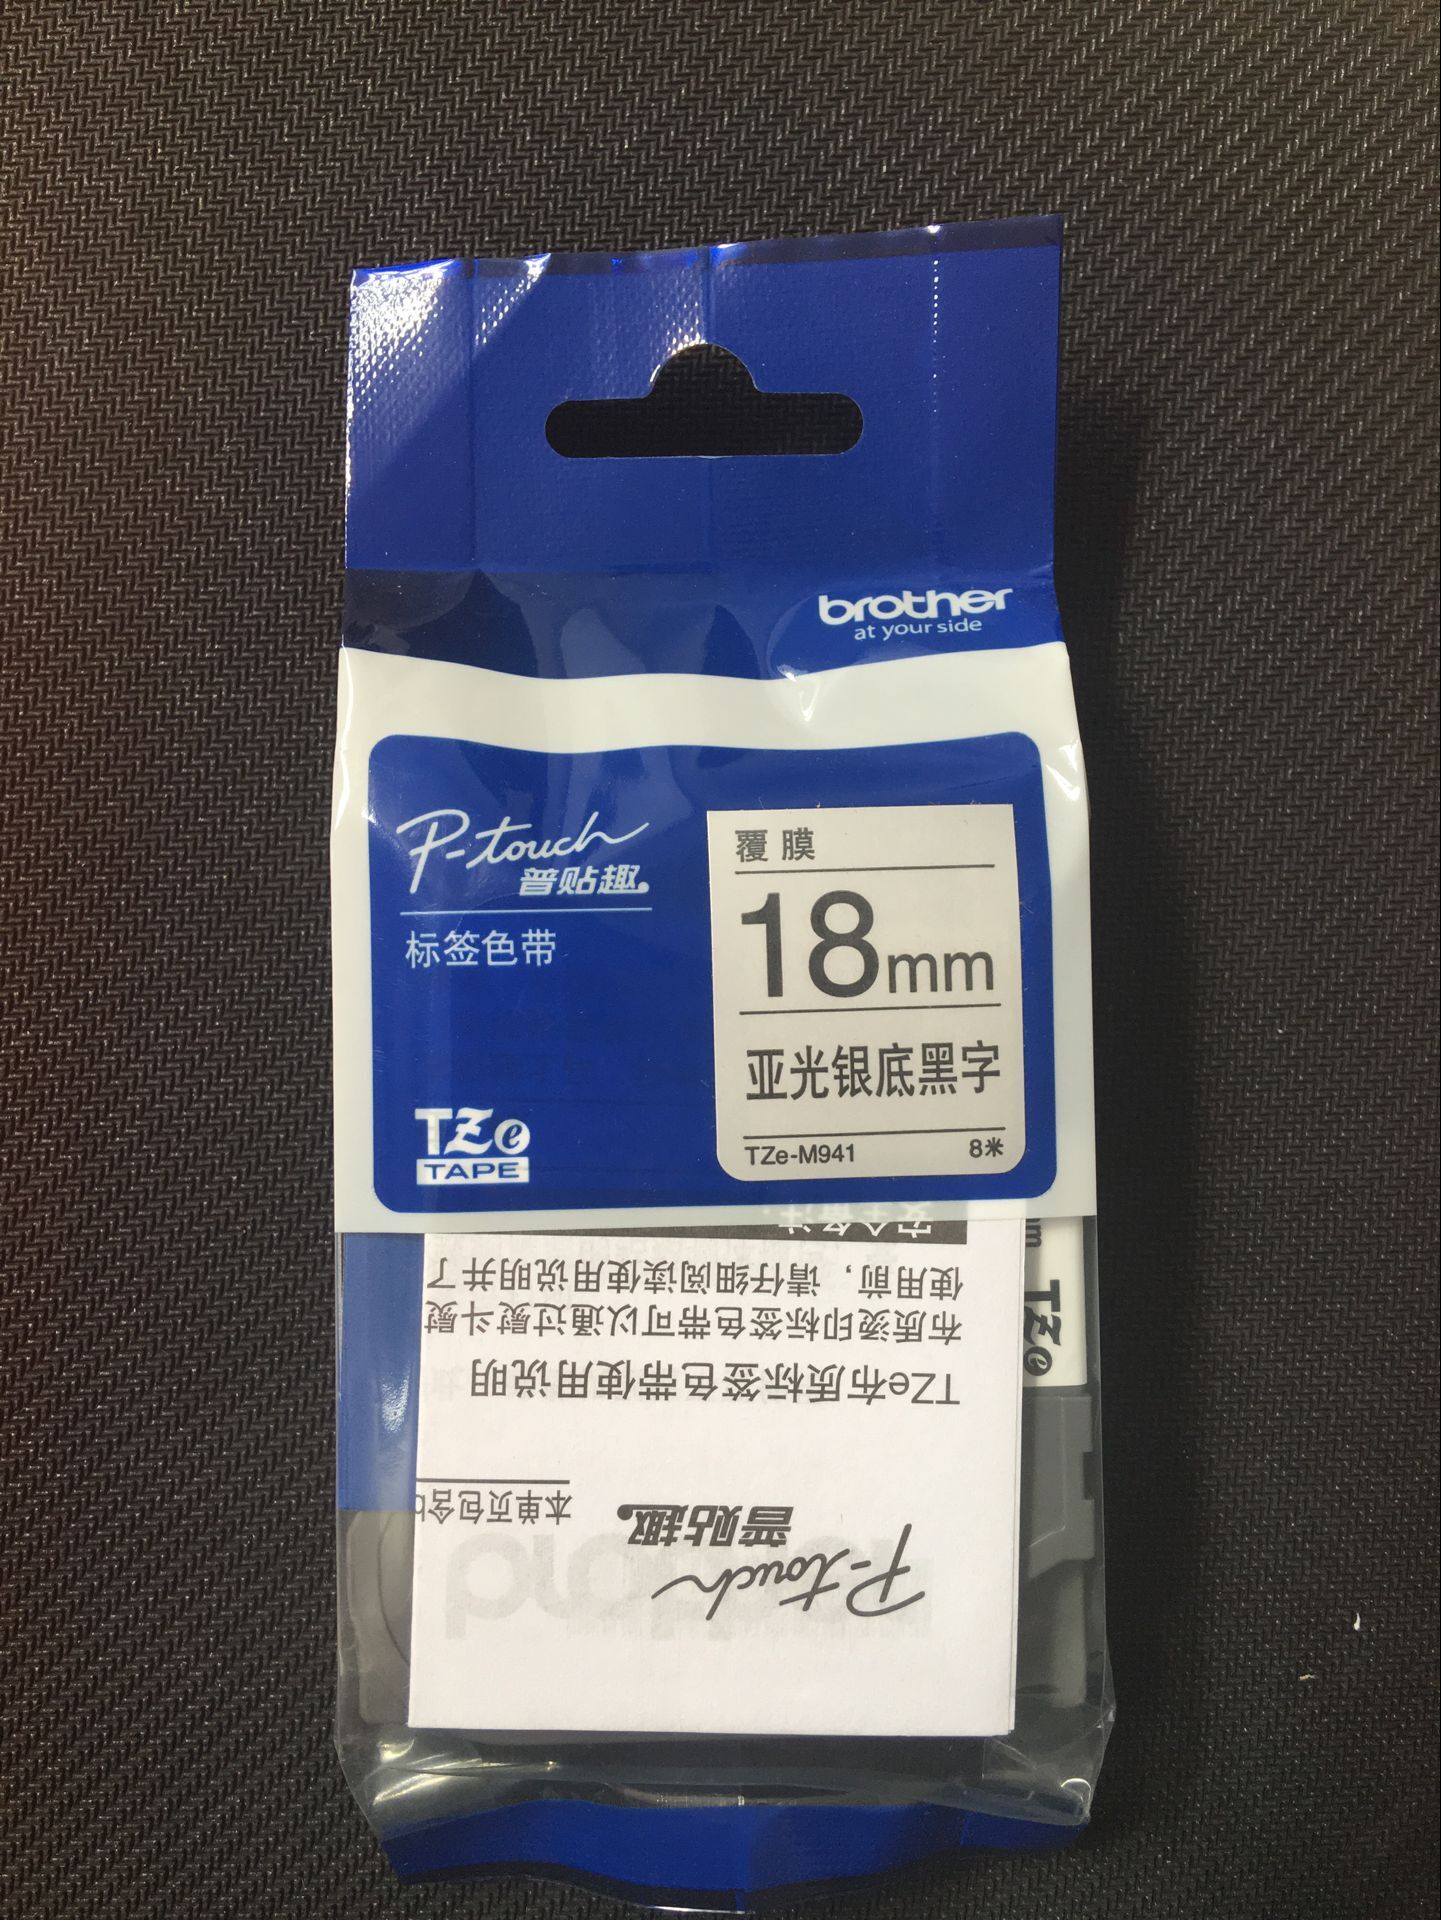 brother
at your side
P-touch
普贴趣
标签色带
TZe
TAPE
覆膜
18mm
亚光银底黑字
TZe-M941 8米
mm
TZe
P-touch
普贴趣
本单页包含b
TZe布质标签色带使用说明
布质烫印标签色带可以通过熨斗熨
使用前，请仔细阅读使用说明并了